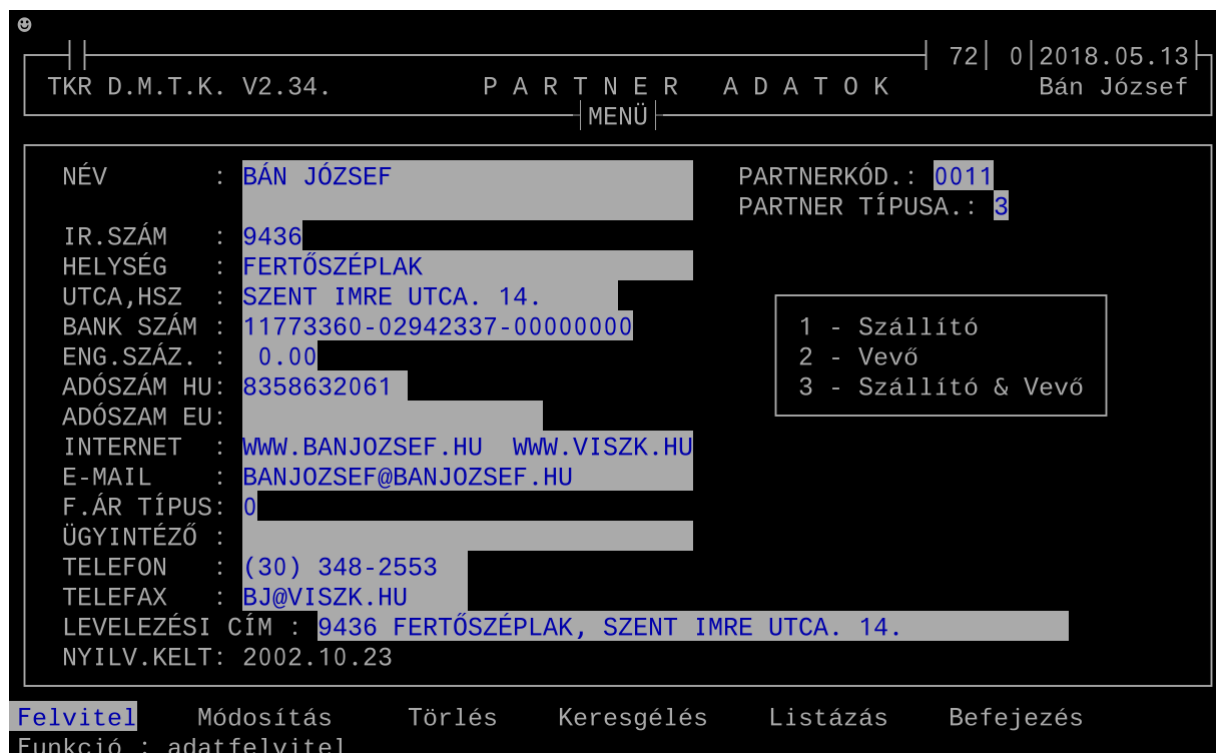 72 0 2018.05.13
TKR D.M.T.K. V2.34. P A R T N E R A D A T O K Bán József
MENÜ
NÉV : BÁN JÓZSEF PARTNERKÓD.: 0011
PARTNER TÍPUSA.: 3
IR.SZÁM : 9436
HELYSÉG : FERTŐSZÉPLAK
UTCA,HSZ : SZENT IMRE UTCA. 14.
BANK SZÁM : 11773360-02942337-00000000 1 - Szállító
ENG.SZÁZ. : 0.00 2 - Vevő
ADÓSZÁM HU: 8358632061 3 - Szállító & Vevő
ADÓSZAM EU:
INTERNET : WWW.BANJOZSEF.HU WWW.VISZK.HU
E-MAIL : BANJOZSEF@BANJOZSEF.HU
F.ÁR TÍPUS: 0
ÜGYINTÉZŐ :
TELEFON : (30) 348-2553
TELEFAX : BJ@VISZK.HU
LEVELEZÉSI CÍM : 9436 FERTŐSZÉPLAK, SZENT IMRE UTCA. 14.
NYILV.KELT: 2002.10.23
Felvitel Módosítás Törlés Keresgélés Listázás Befejezés
Funkció : adatfelvitel